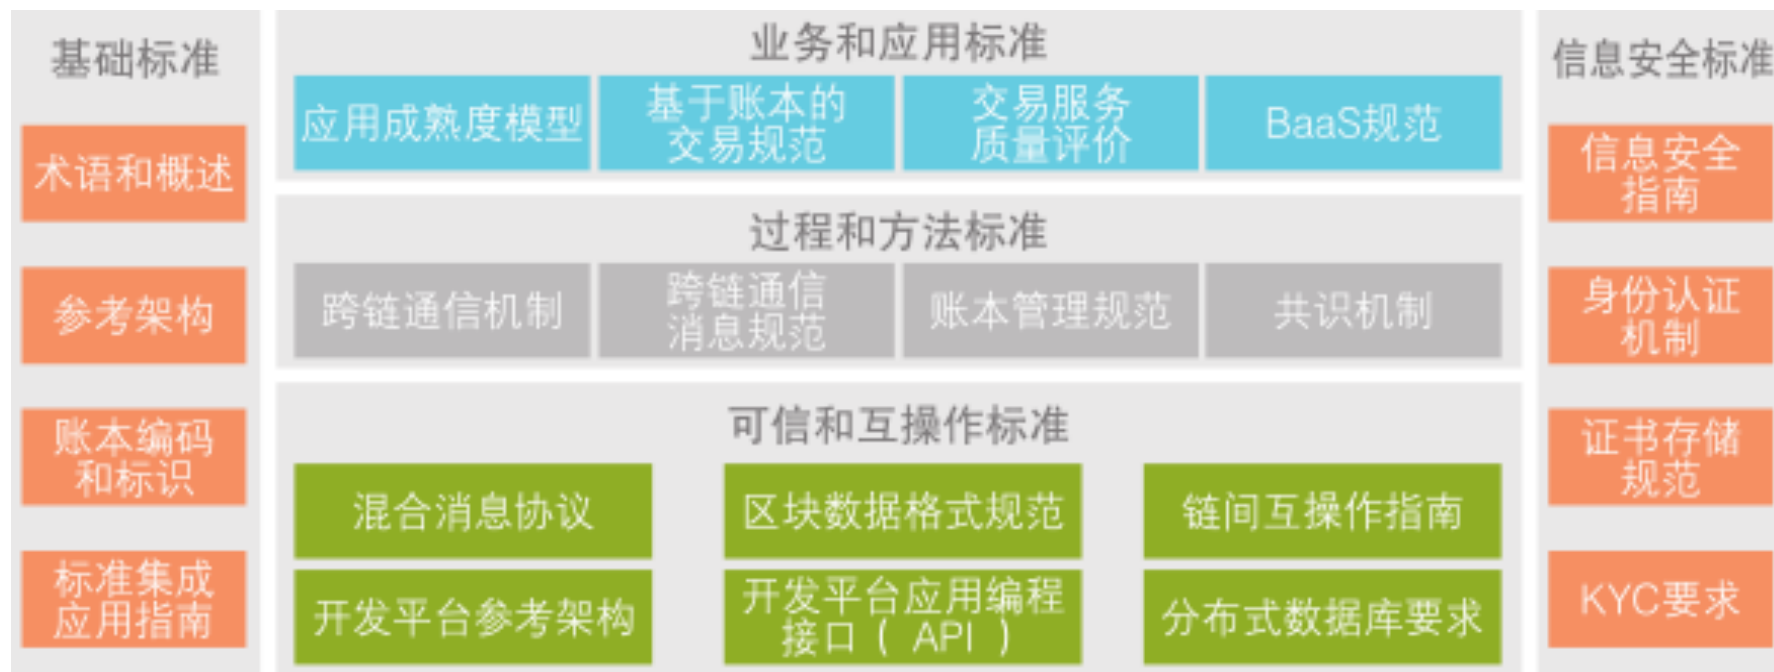 基础标准
术语和概述
参考架构
账本编码
和标识
标准集成
应用指南
业务和应用标准
应用成熟度模型
基于账本的
交易规范
交易服务
质量评价
BaaS规范
过程和方法标准
跨链通信机制
跨链通信
消息规范
账本管理规范
共识机制
可信和互操作标准
混合消息协议
区块数据格式规范
链间互操作指南
开发平台参考架构
开发平台应用编程
接口( API )
分布式数据库要求
信息安全标准
信息安全
指南
身份认证
机制
证书存储
规范
KYC要求